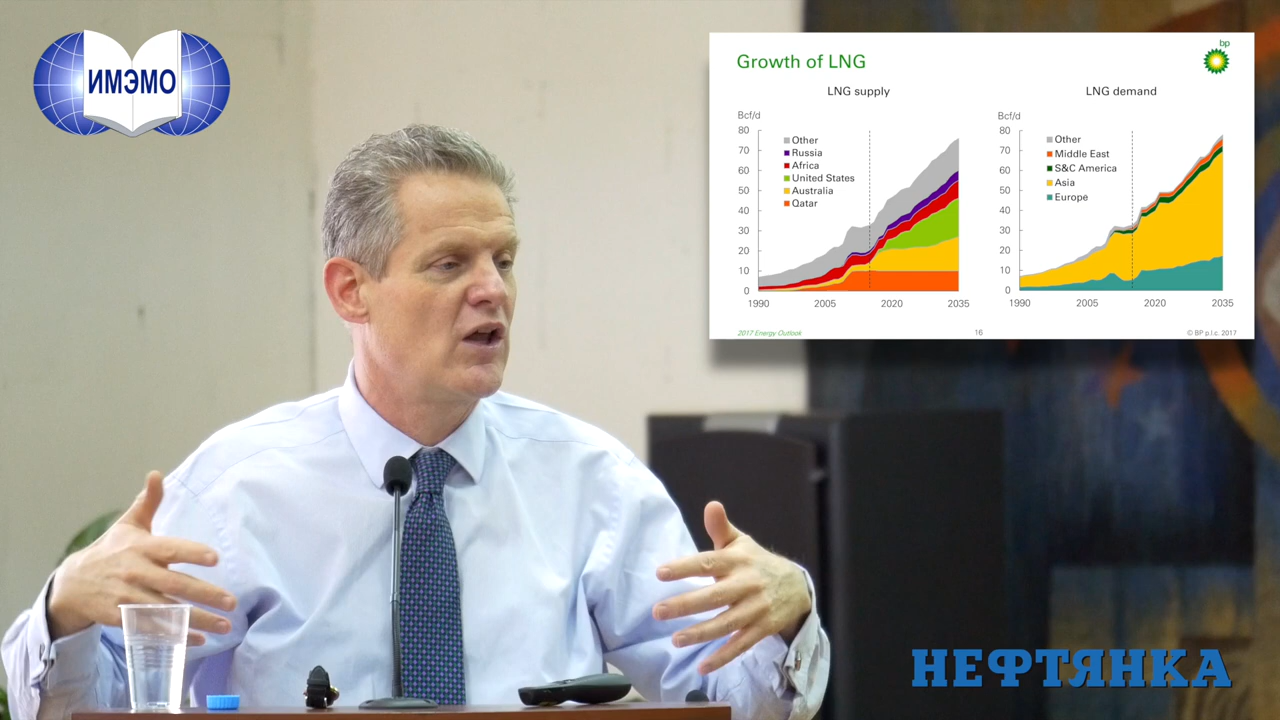 ИМЭМО
bp
Growth of LNG
LNG supply
Bcf/d
80
70
60
50
40
30
20
10
0
Other
Russia
Africa
United States
Australia
Qatar
1990
2005
2020
2035
LNG demand
Bcf/d
80
70
60
50
40
30
20
10
0
Other
Middle East
S&C America
Asia
Europe
1990
2005
2020
2035
2017 Energy Outlook
16
© BP p.l.c. 2017
НЕФТЯНКА